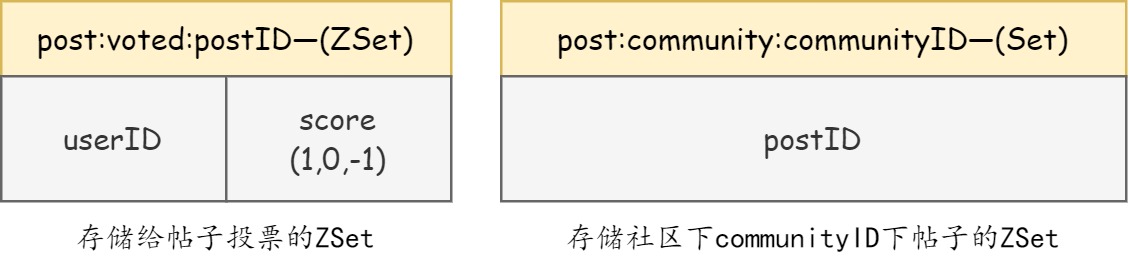 post:voted:postID—(ZSet)
userID
score
(1,0,-1)
存储给帖子投票的ZSet
post:community:communityID—(Set)
postID
存储社区下communityID下帖子的ZSet